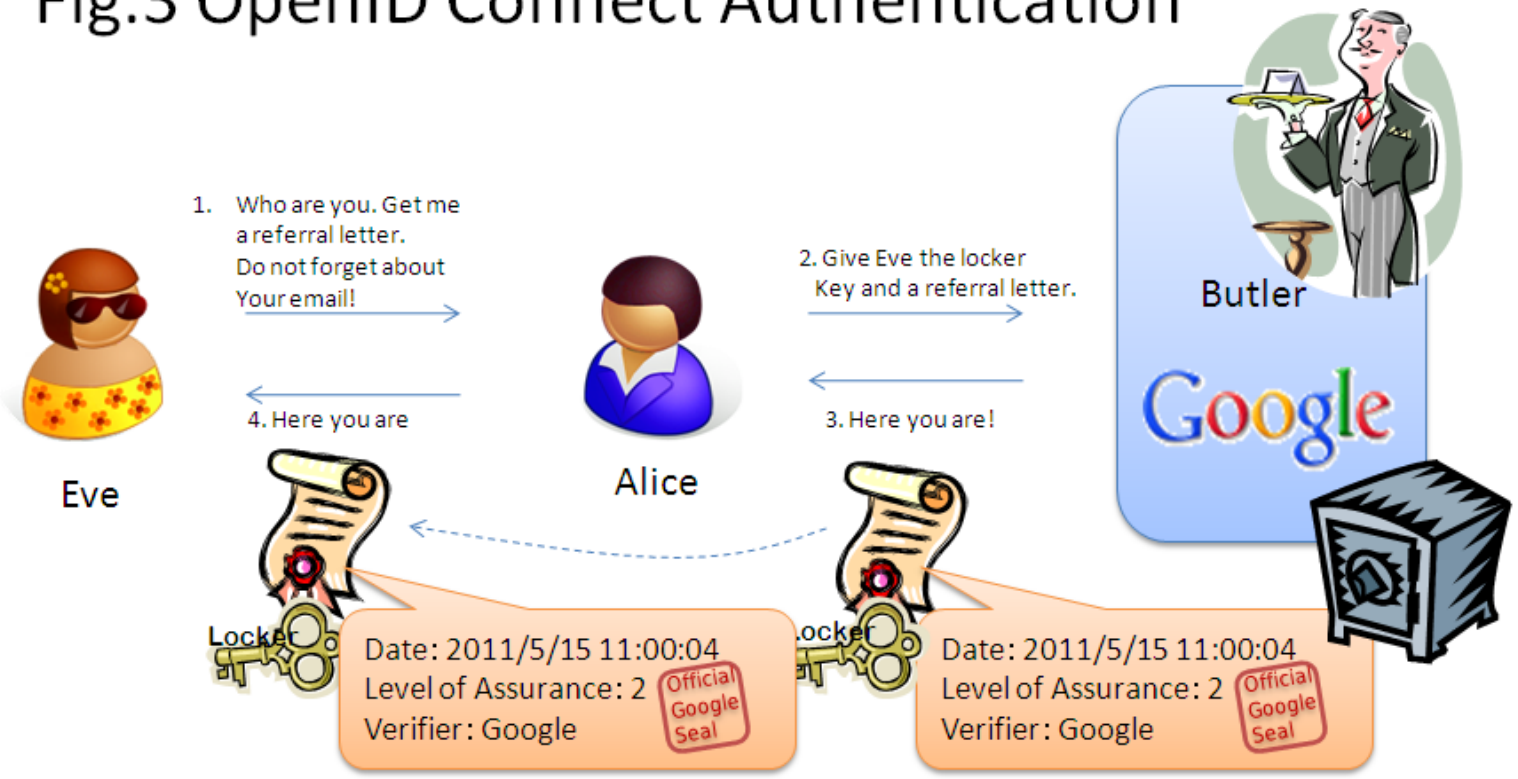 Fig.3 OpenID Connect Authentication
1. Who are you. Get me
a referral letter.
Do not forget about
Your email!
2. Give Eve the locker
Key and a referral letter.
Butler
Google
4. Here you are
3. Here you are!
Eve
Alice
Locker
Date: 2011/5/15 11:00:04
Level of Assurance: 2
Verifier: Google
Official
Google
Seal
Locker
Date: 2011/5/15 11:00:04
Level of Assurance: 2
Verifier: Google
Official
Google
Seal